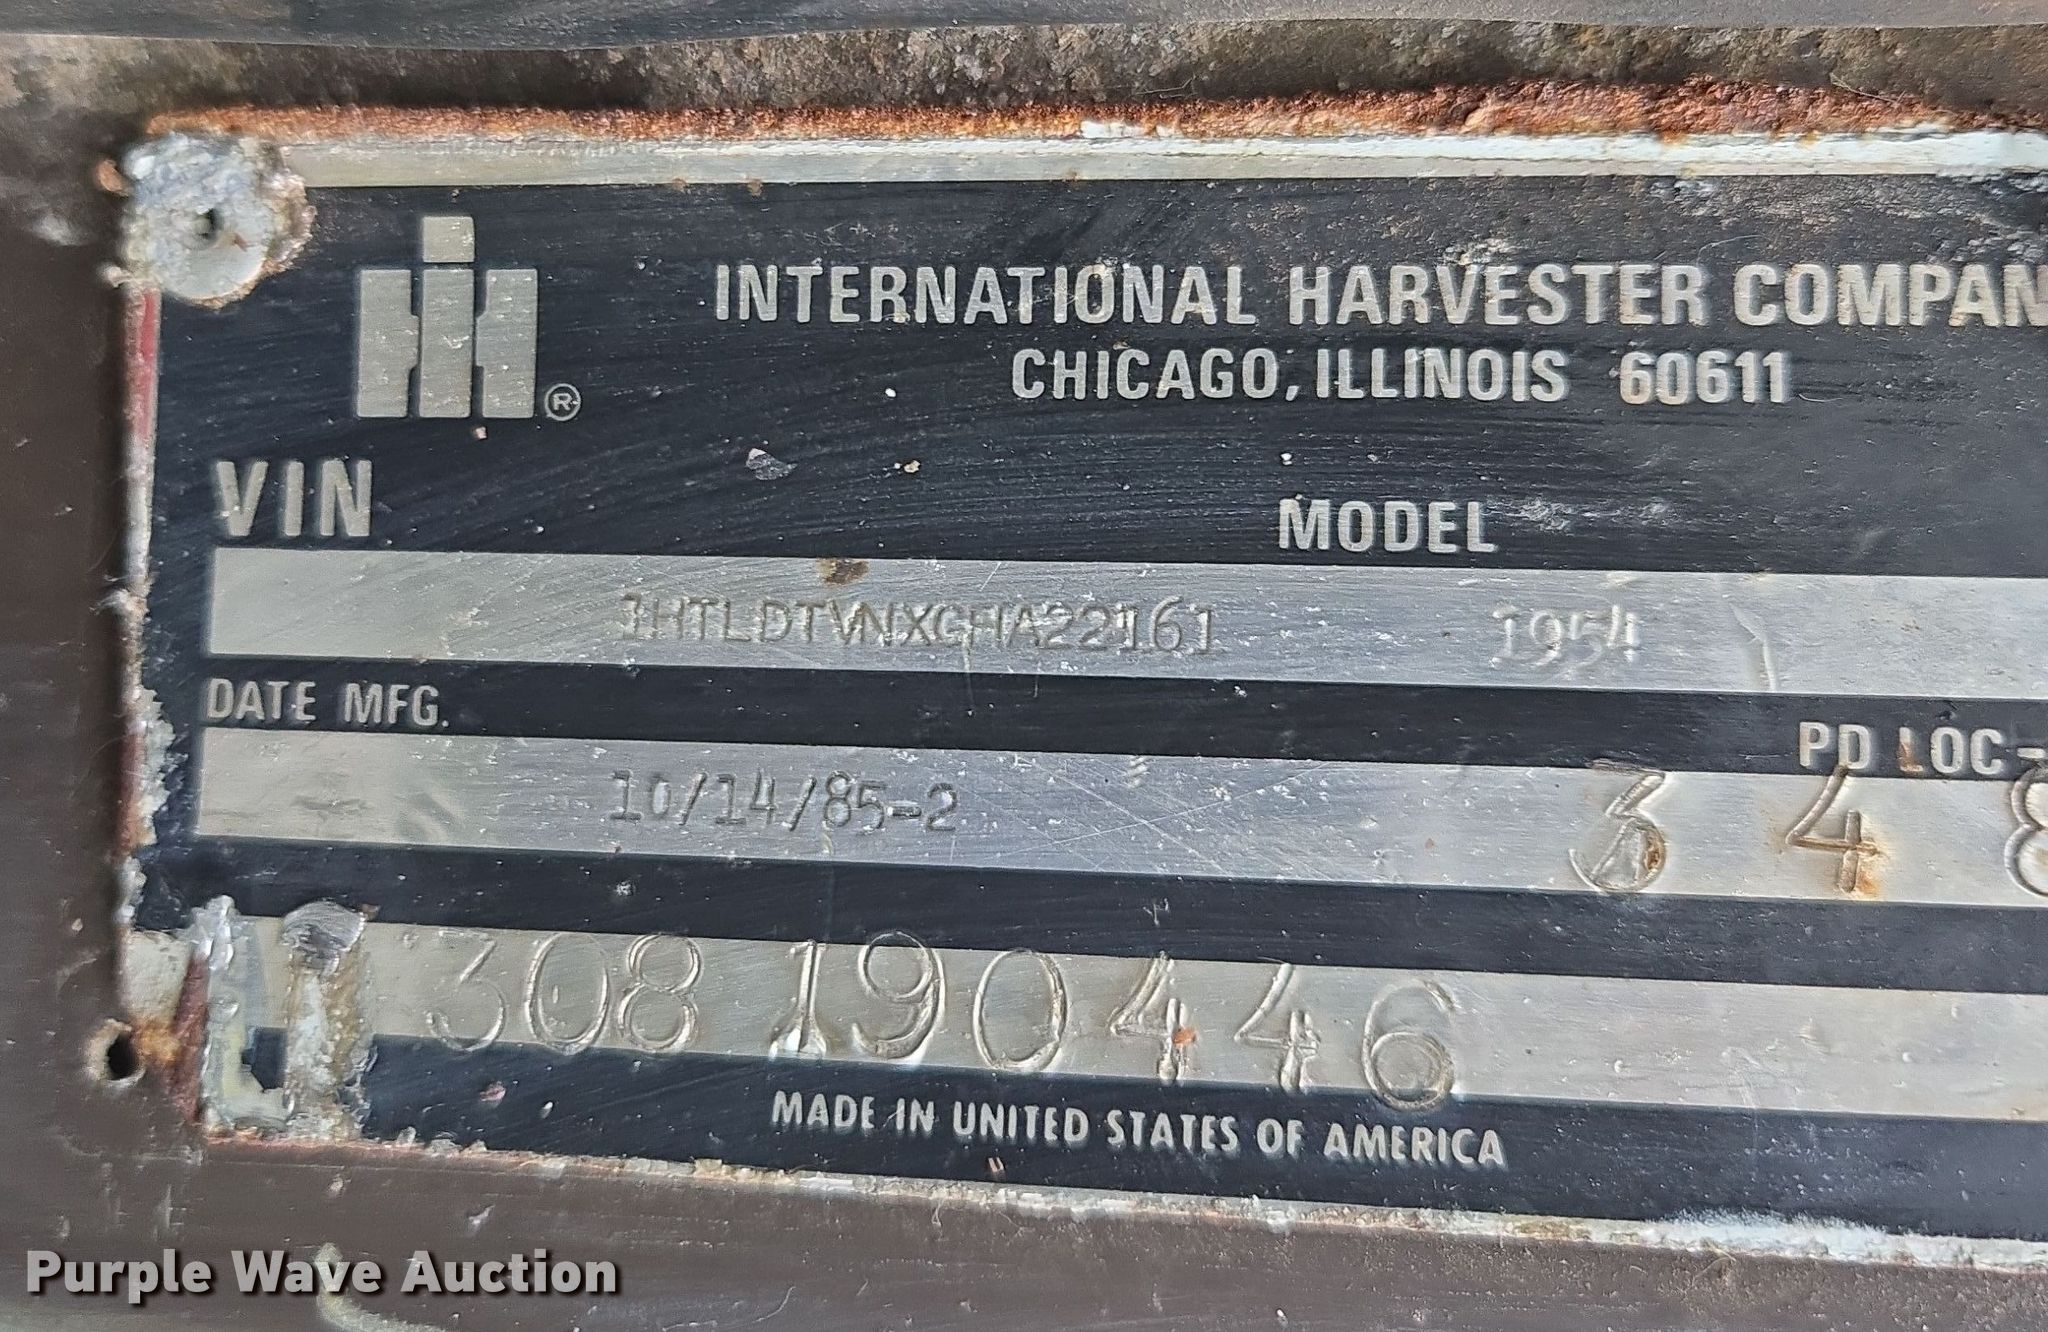 INTERNATIONAL HARVESTER COMPAN
CHICAGO, ILLINOIS 60611
®
VIN
MODEL
1HTLDTVNXGHA22161
1954
DATE MFG.
PD LOC-
10/14/85-2
3 4 8
308 190446
MADE IN UNITED STATES OF AMERICA
Purple Wave Auction